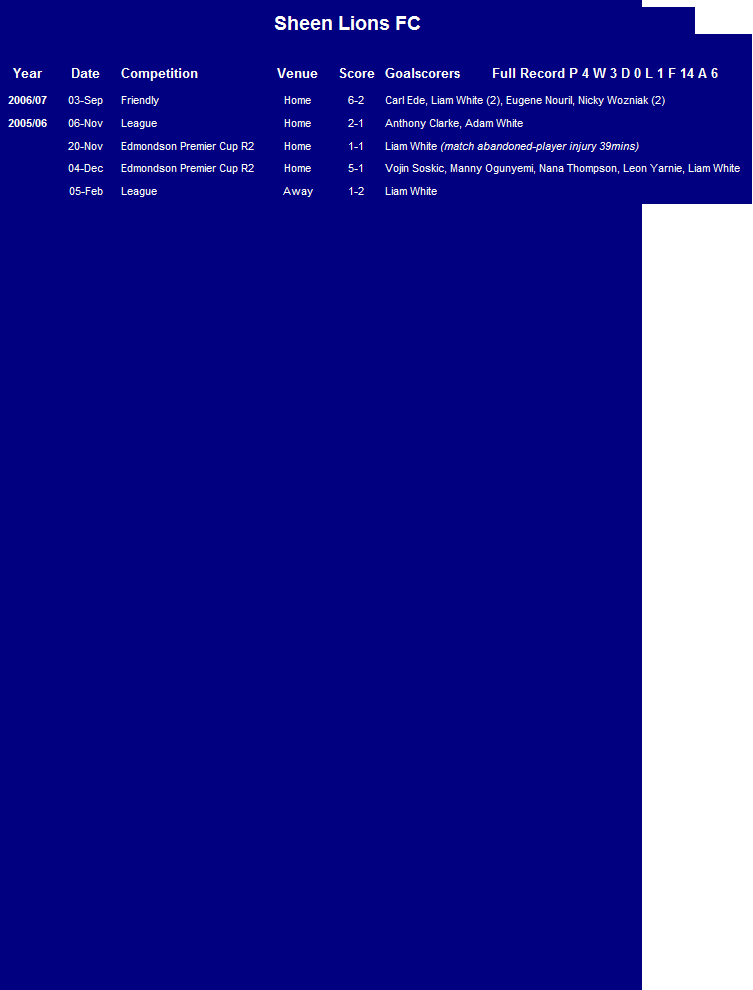 Sheen Lions FC
Year Date Competition Venue Score Goalscorers Full Record P 4 W 3 D 0 L 1 F 14 A 6
2006/07 03-Sep Friendly Home 6-2 Carl Ede, Liam White (2), Eugene Nouril, Nicky Wozniak (2)
2005/06 06-Nov League Home 2-1 Anthony Clarke, Adam White
20-Nov Edmondson Premier Cup R2 Home 1-1 Liam White (match abandoned-player injury 39mins)
04-Dec Edmondson Premier Cup R2 Home 5-1 Vojin Soskic, Manny Ogunyemi, Nana Thompson, Leon Yarnie, Liam White
05-Feb League Away 1-2 Liam White